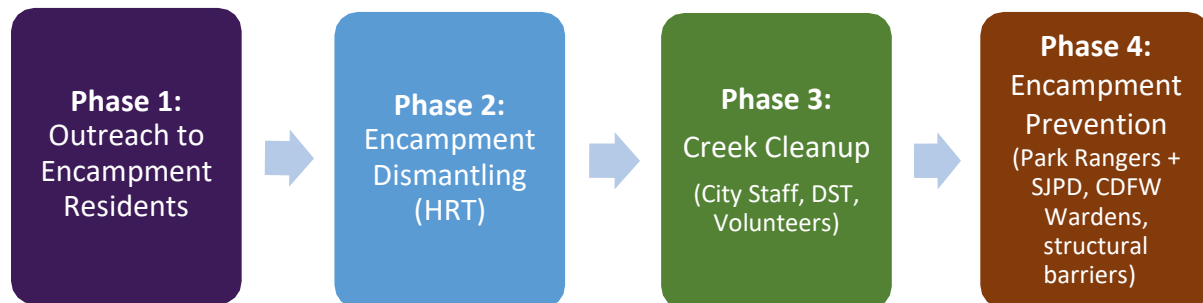 Phase 1:
Outreach to
Encampment
Residents
Phase 2:
Encampment
Dismantling
(HRT)
Phase 3:
Creek Cleanup
(City Staff, DST,
Volunteers)
Phase 4:
Encampment
Prevention
(Park Rangers +
SJPD, CDFW
Wardens,
structural
barriers)